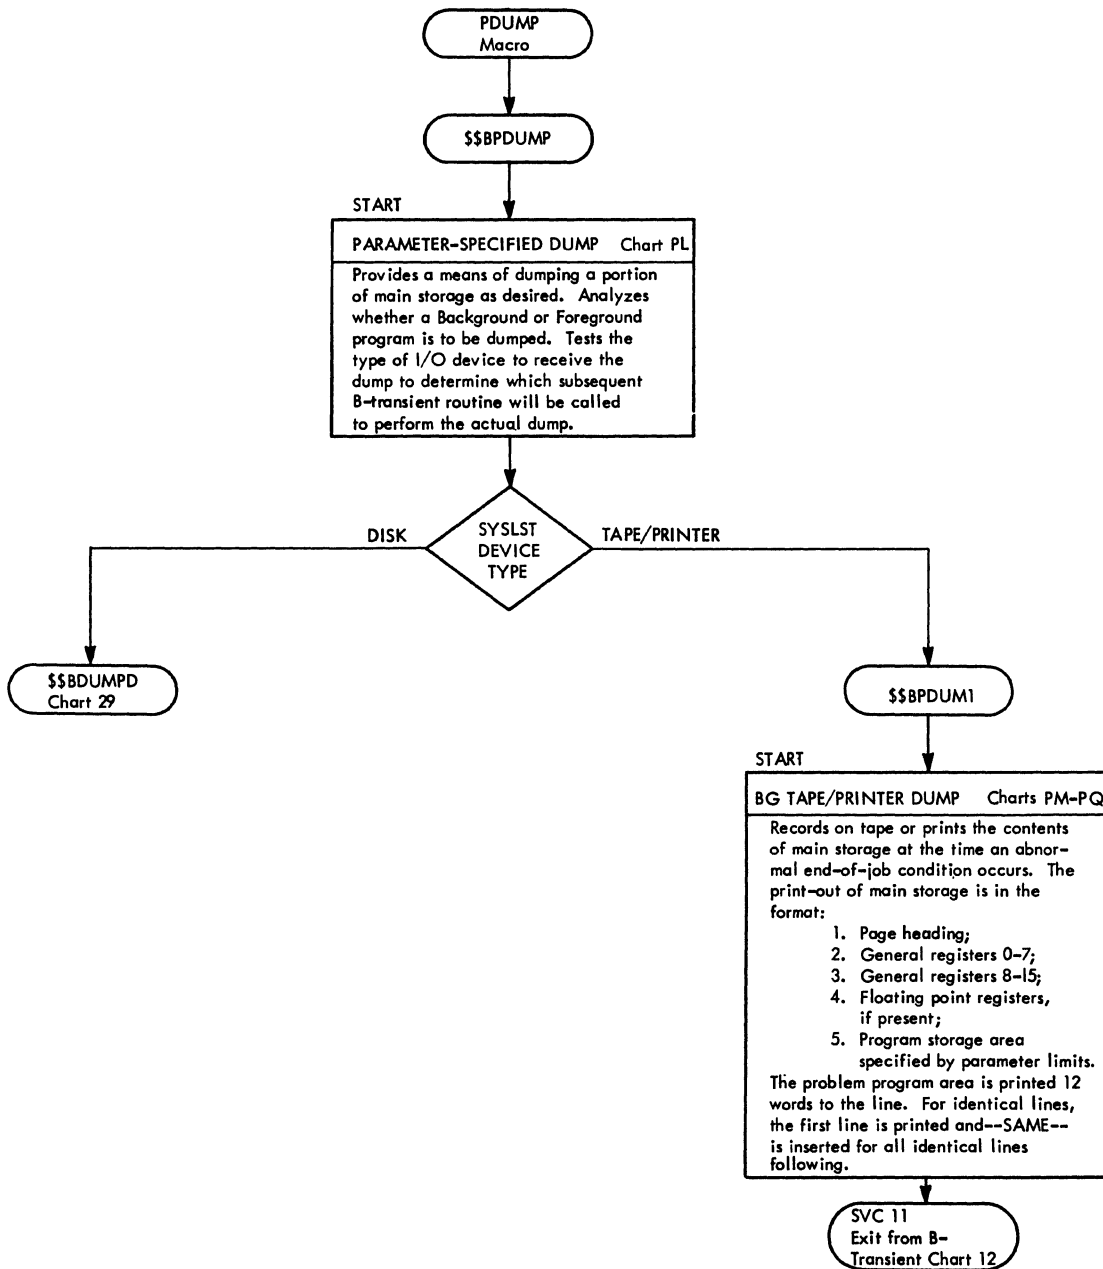 PDUMP
Macro
$$BPDUMP
START
PARAMETER-SPECIFIED DUMP Chart PL
Provides a means of dumping a portion
of main storage as desired. Analyzes
whether a Background or Foreground
program is to be dumped. Tests the
type of I/O device to receive the
dump to determine which subsequent
B-transient routine will be called
to perform the actual dump.
DISK
SYSLST
DEVICE
TYPE
TAPE/PRINTER
$$BDUMPD
Chart 29
$$BPDUM1
START
BG TAPE/PRINTER DUMP Charts PM-PQ
Records on tape or prints the contents
of main storage at the time an abnor-
mal end-of-job condition occurs. The
print-out of main storage is in the
format:
1. Page heading;
2. General registers 0-7;
3. General registers 8-15;
4. Floating point registers,
if present;
5. Program storage area
specified by parameter limits.
The problem program area is printed 12
words to the line. For identical lines,
the first line is printed and--SAME--
is inserted for all identical lines
following.
SVC 11
Exit from B-
Transient Chart 12